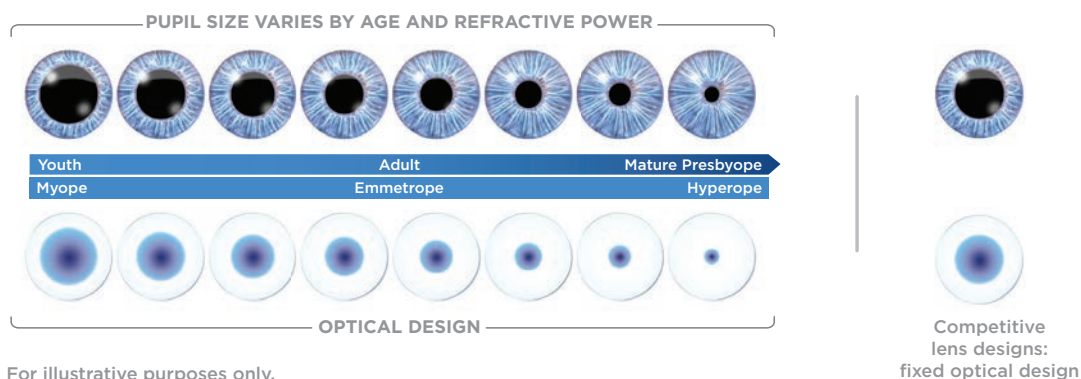 PUPIL SIZE VARIES BY AGE AND REFRACTIVE POWER
Youth Adult Mature Presbyope
Myope Emmetrope Hyperope
OPTICAL DESIGN
Competitive
lens designs:
fixed optical design
For illustrative purposes only.